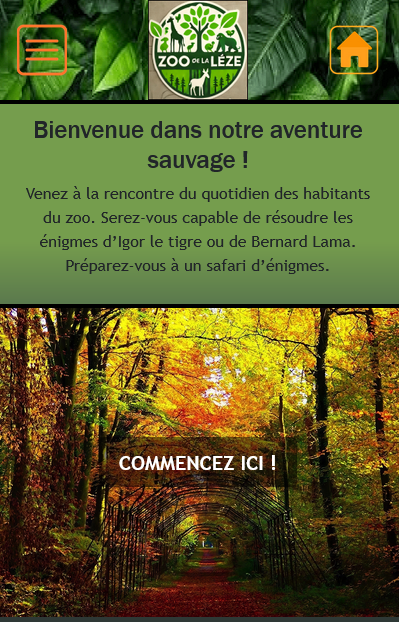 ZOO DE LA LÈZE
Bienvenue dans notre aventure
sauvage !
Venez à la rencontre du quotidien des habitants
du zoo. Serez-vous capable de résoudre les
énigmes d’Igor le tigre ou de Bernard Lama.
Préparez-vous à un safari d’énigmes.
COMMENCEZ ICI !